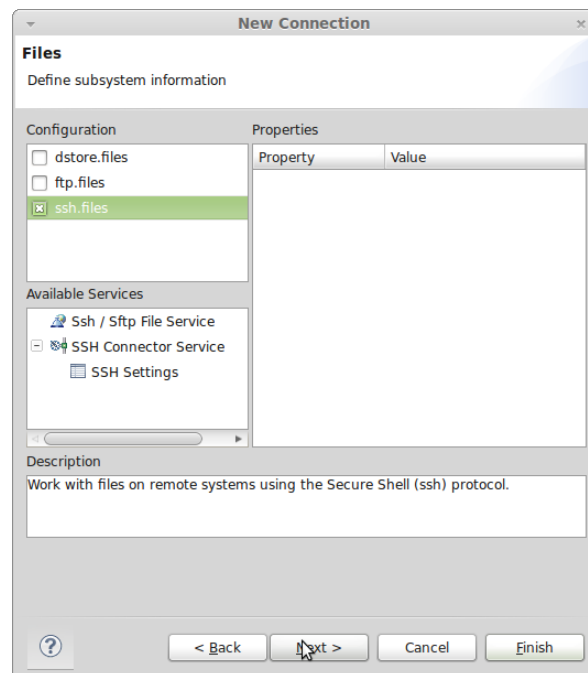 New Connection
Files
Define subsystem information
Configuration
Properties
dstore.files
ftp.files
ssh.files
Property Value
Available Services
Ssh / Sftp File Service
SSH Connector Service
SSH Settings
Description
Work with files on remote systems using the Secure Shell (ssh) protocol.
? < Back Next > Cancel Finish